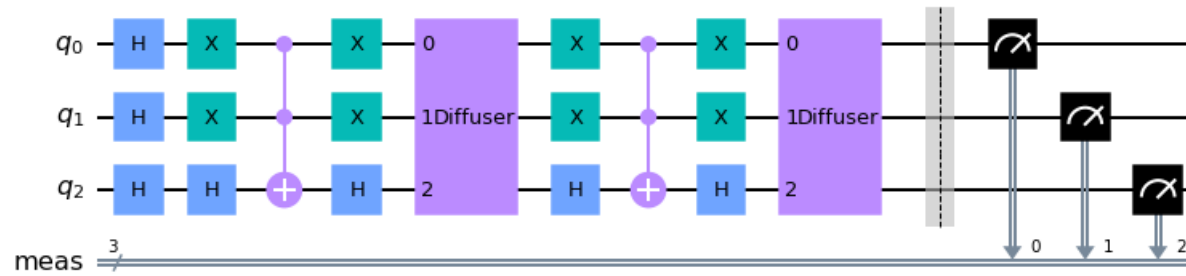 q0 H X X 0 X X 0
q1 H X X 1Diffuser X X 1Diffuser
q2 H H H 2 H H 2
3 0 1 2
meas